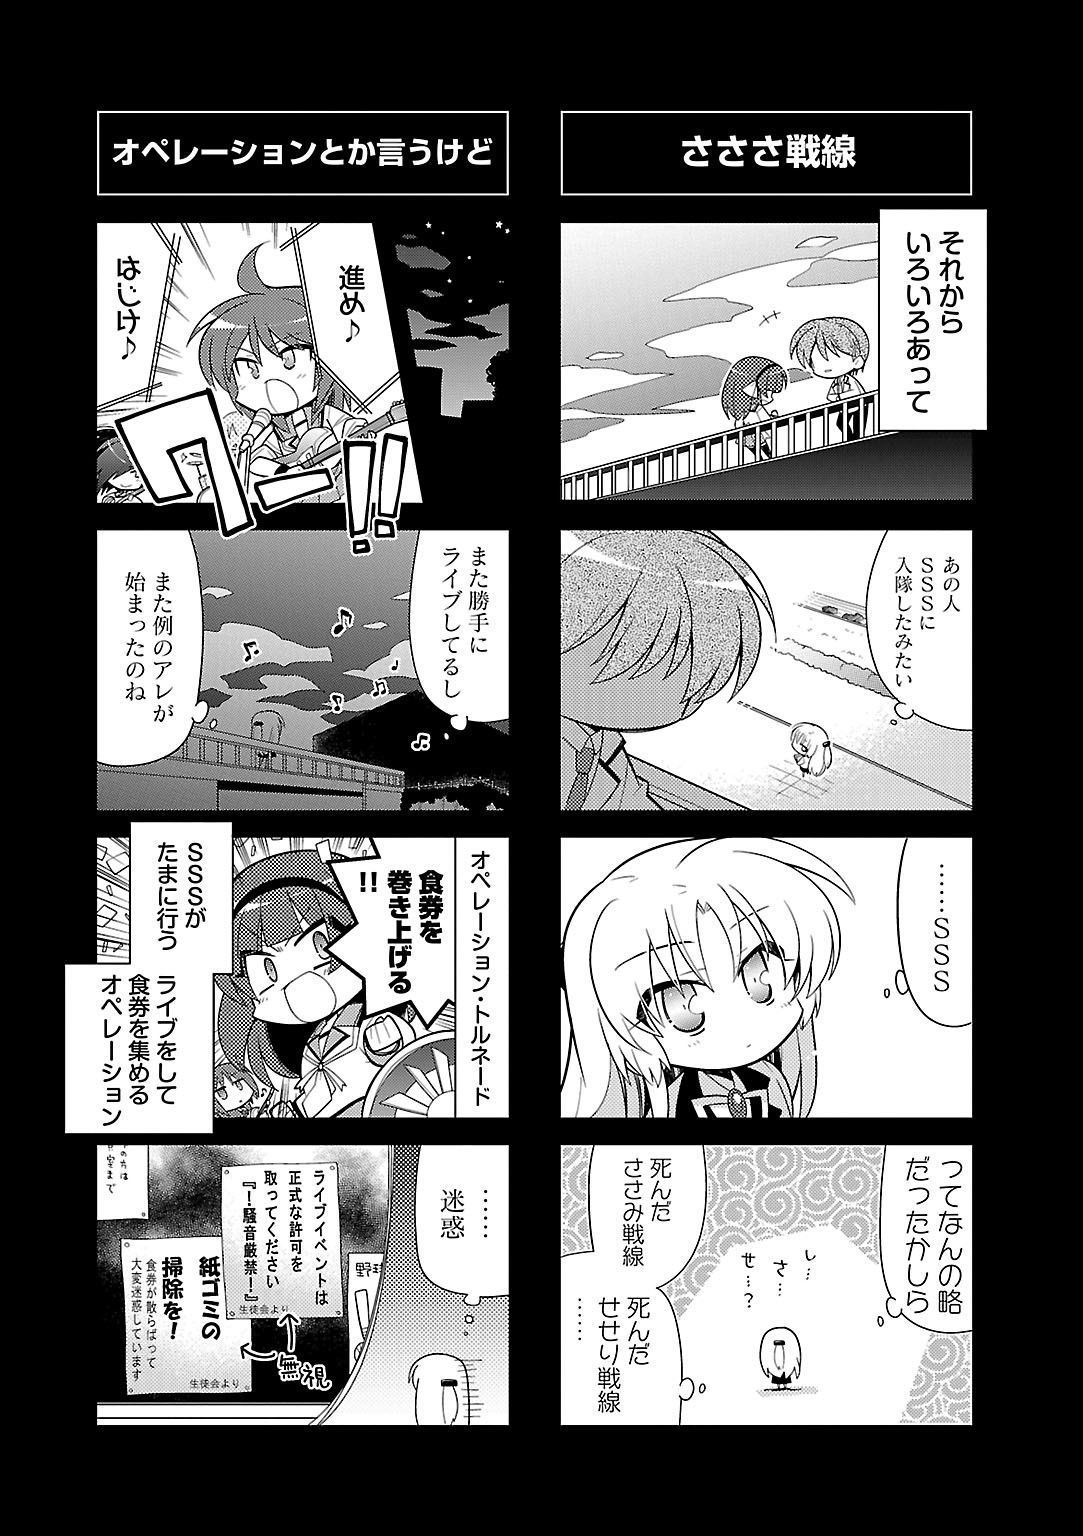 さささ戦線
それから
いろいろあって
あの人
ＳＳＳに
入隊したみたい
……ＳＳＳ
ってなんの略
だったかしら
し…
さ…
せ…？
死んだ
ささみ戦線
死んだ
せせり戦線
……
オペレーションとか言うけど
進め♪
はじけ♪
ワー!!
また勝手に
ライブしてるし
また例のアレが
始まったのね
オペレーション・トルネード
食券を
巻き上げる
!!
ＳＳＳが
たまに行う
ライブをして
食券を集める
オペレーション
……
迷惑
野球
ライブイベントは
正式な許可を
取ってください
『！騒音厳禁！』
生徒会より
無視
紙ゴミの
掃除を！
食券が散らばって
大変迷惑しています
生徒会より
の方は
室まで